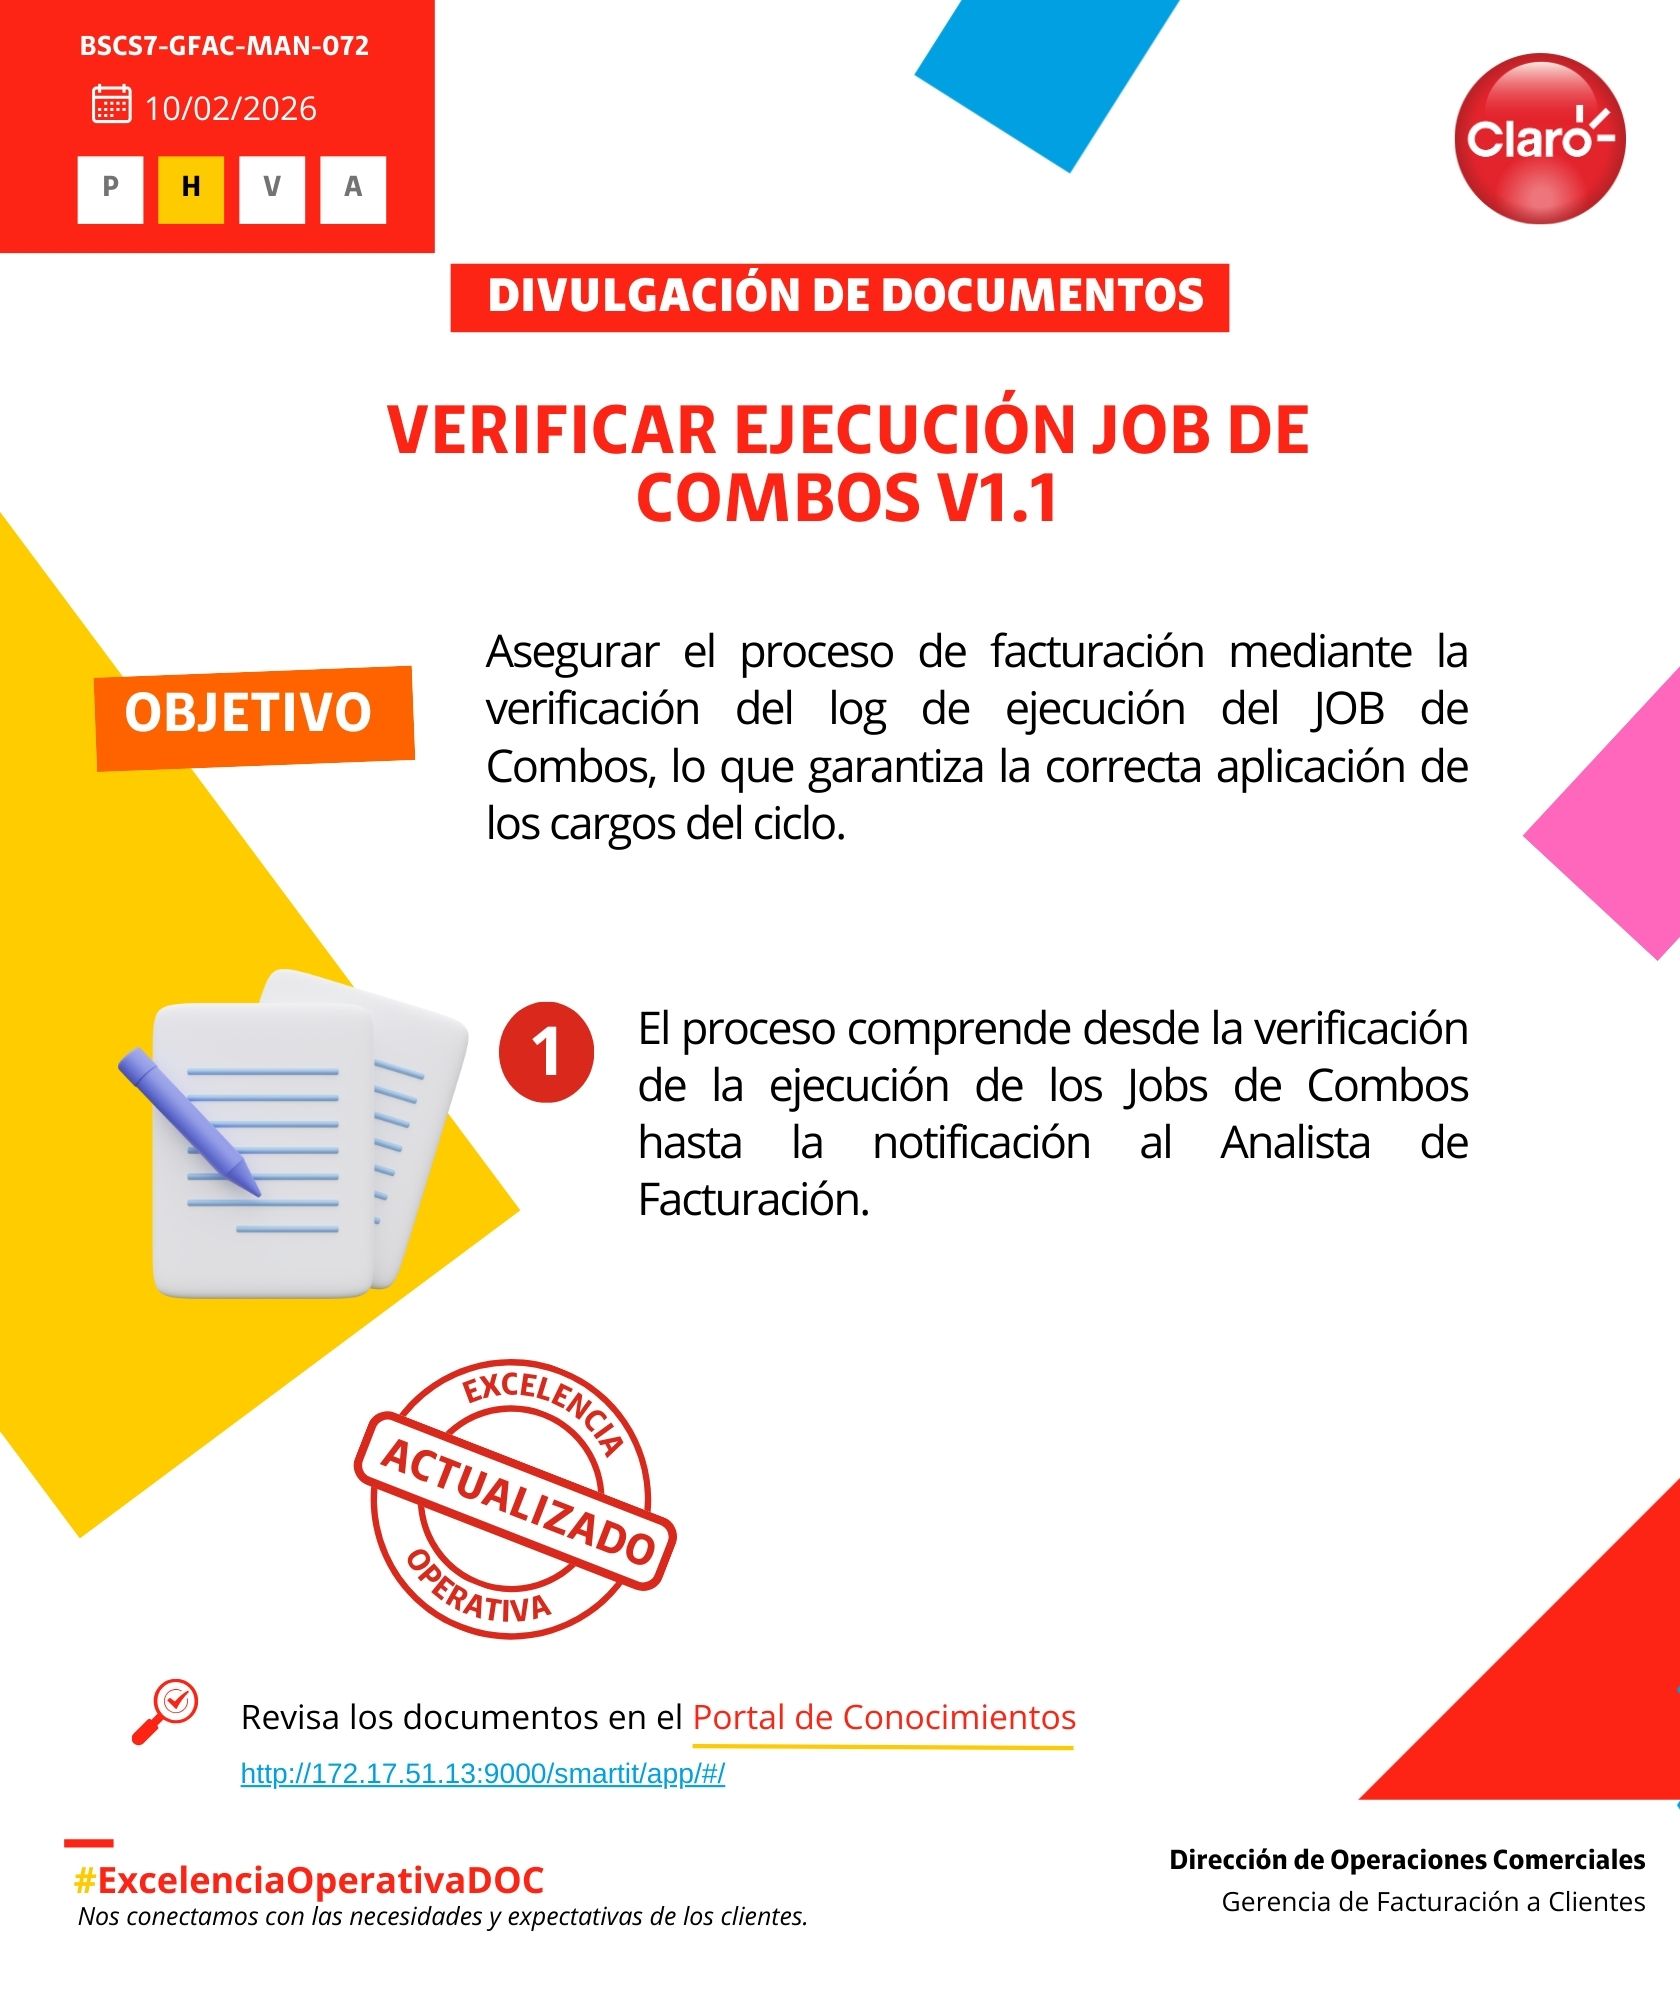 BSCS7-GFAC-MAN-072
10/02/2026
P H V A
Claro
DIVULGACIÓN DE DOCUMENTOS
VERIFICAR EJECUCIÓN JOB DE
COMBOS V1.1
OBJETIVO
Asegurar el proceso de facturación mediante la
verificación del log de ejecución del JOB de
Combos, lo que garantiza la correcta aplicación de
los cargos del ciclo.
1
El proceso comprende desde la verificación
de la ejecución de los Jobs de Combos
hasta la notificación al Analista de
Facturación.
EXCELENCIA
ACTUALIZADO
OPERATIVA
Revisa los documentos en el Portal de Conocimientos
http://172.17.51.13:9000/smartit/app/#/
#ExcelenciaOperativaDOC
Nos conectamos con las necesidades y expectativas de los clientes.
Dirección de Operaciones Comerciales
Gerencia de Facturación a Clientes